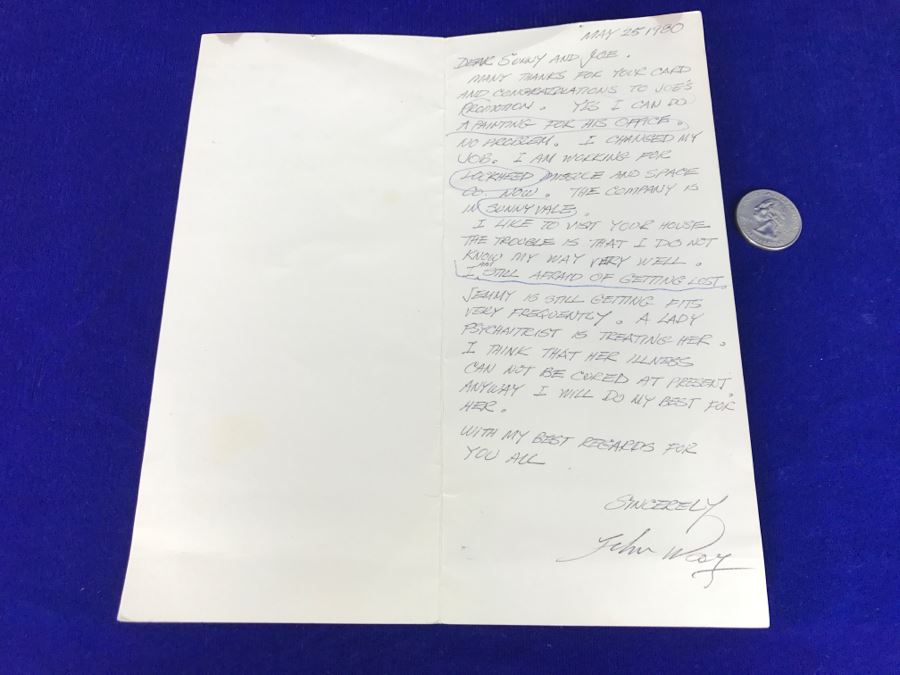 MAY 25 1980
DEAR SUNNY AND JOE.
MANY THANKS FOR YOUR CARD
AND CONGRATULATIONS TO JOE'S
PROMOTION. YES I CAN DO
A PAINTING FOR HIS OFFICE.
NO PROBLEM. I CHANGED MY
JOB. I AM WORKING FOR
LOCKHEED MISSILE AND SPACE
CO. NOW. THE COMPANY IS
IN SUNNYVALE.
I LIKE TO VISIT YOUR HOUSE
THE TROUBLE IS THAT I DO NOT
KNOW MY WAY VERY WELL.
I AM STILL AFRAID OF GETTING LOST.
JEMMY IS STILL GETTING FITS
VERY FREQUENTLY. A LADY
PSYCHAITRIST IS TREATING HER.
I THINK THAT HER ILLNESS
CAN NOT BE CURED AT PRESENT.
ANYWAY I WILL DO MY BEST FOR
HER.
WITH MY BEST REGARDS FOR
YOU ALL
SINCERELY
John